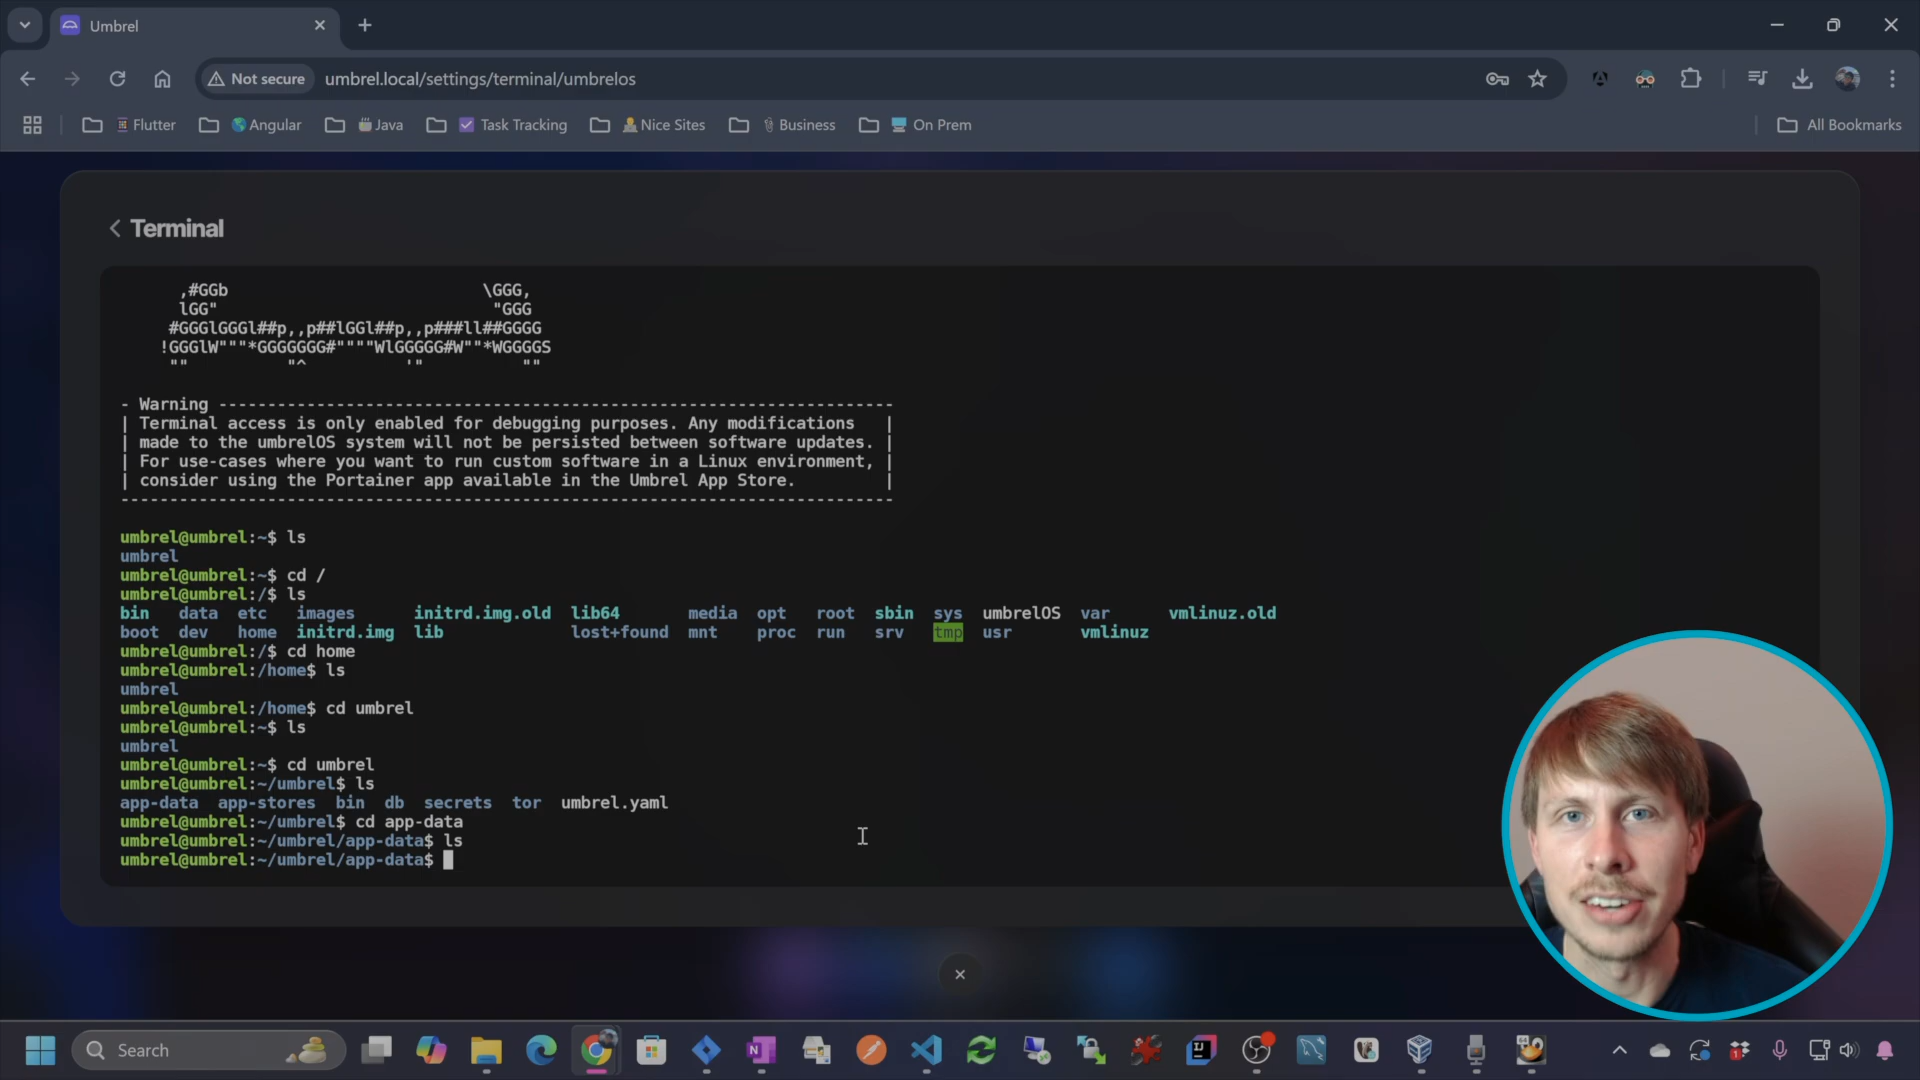 Umbrel
Not secure
umbrel.local/settings/terminal/umbrelos
Flutter
Angular
Java
Task Tracking
Nice Sites
Business
On Prem
All Bookmarks
Terminal
,#GGb \GGG,
lGG" "GGG
#GGGlGGGl##p,,p##lGGl##p,,p###ll##GGGG
!GGGlW"""*GGGGGGG#""""WlGGGGG#W""*WGGGGS
"" "^ '" ""
- Warning -------------------------------------------------------------------------
| Terminal access is only enabled for debugging purposes. Any modifications |
| made to the umbrelOS system will not be persisted between software updates. |
| For use-cases where you want to run custom software in a Linux environment, |
| consider using the Portainer app available in the Umbrel App Store. |
-----------------------------------------------------------------------------------
umbrel@umbrel:~$ ls
umbrel
umbrel@umbrel:~$ cd /
umbrel@umbrel:/$ ls
bin data etc images initrd.img.old lib64 media opt root sbin sys umbrelOS var vmlinuz.old
boot dev home initrd.img lib lost+found mnt proc run srv tmp usr vmlinuz
umbrel@umbrel:/$ cd home
umbrel@umbrel:/home$ ls
umbrel
umbrel@umbrel:/home$ cd umbrel
umbrel@umbrel:~$ ls
umbrel
umbrel@umbrel:~$ cd umbrel
umbrel@umbrel:~/umbrel$ ls
app-data app-stores bin db secrets tor umbrel.yaml
umbrel@umbrel:~/umbrel$ cd app-data
umbrel@umbrel:~/umbrel/app-data$ ls
umbrel@umbrel:~/umbrel/app-data$
Search